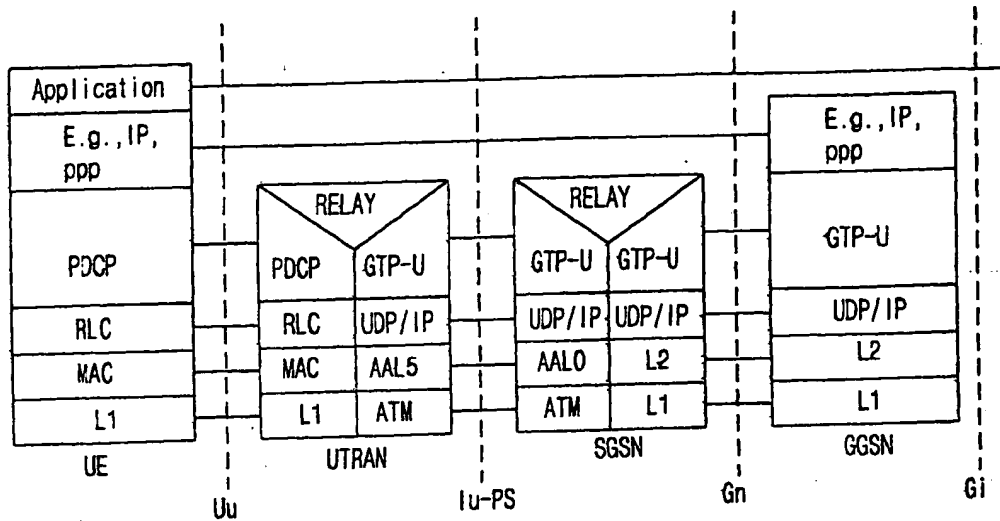 Application
E.g.,IP,
ppp
PDCP
RLC
MAC
L1
UE
Uu
RELAY
PDCP GTP-U
RLC UDP/IP
MAC AAL5
L1 ATM
UTRAN
Iu-PS
RELAY
GTP-U GTP-U
UDP/IP UDP/IP
AAL0 L2
ATM L1
SGSN
Gn
E.g.,IP,
ppp
GTP-U
UDP/IP
L2
L1
GGSN
Gi